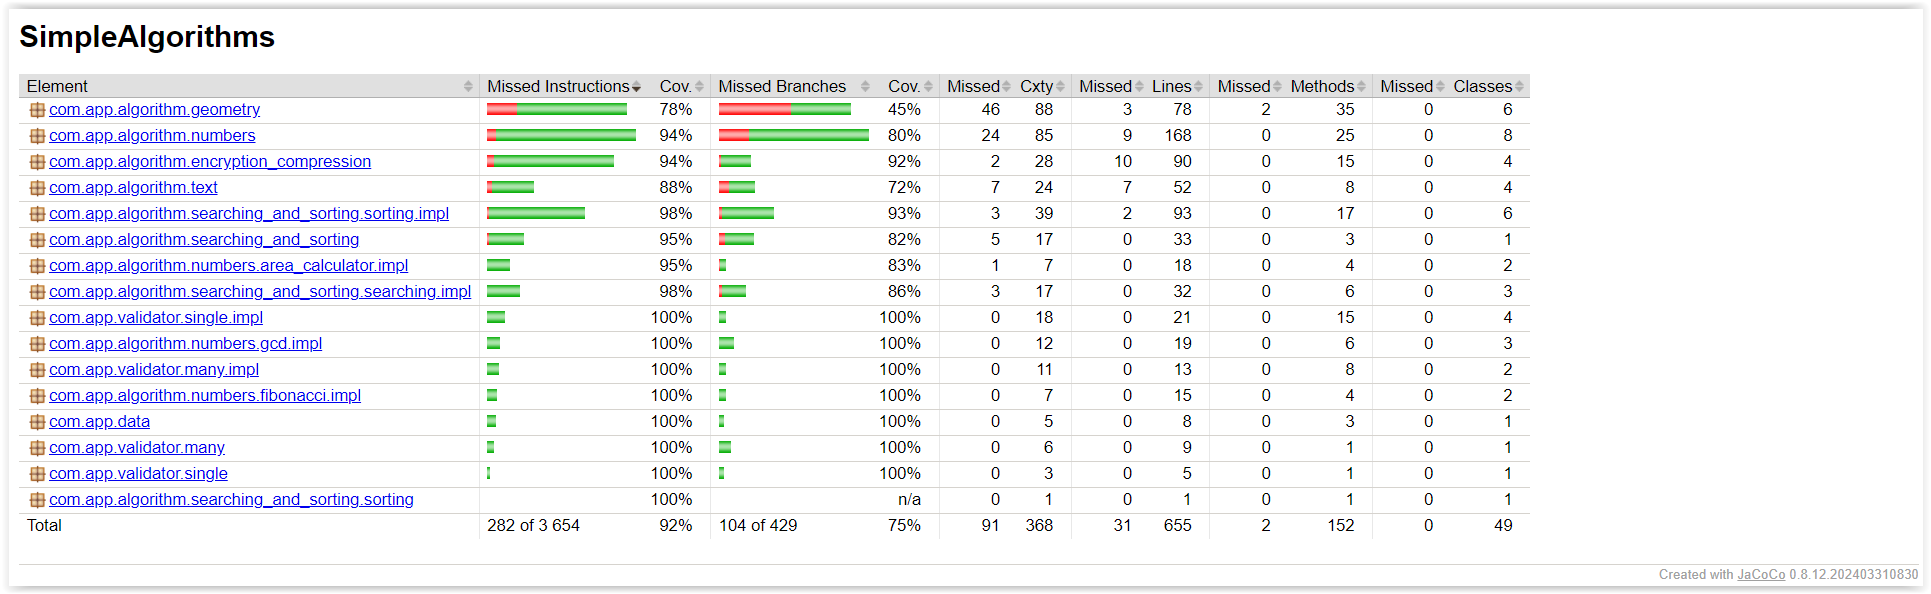 SimpleAlgorithms
Element Missed Instructions Cov. Missed Branches Cov. Missed Cxty Missed Lines Missed Methods Missed Classes
com.app.algorithm.geometry 78% 45% 46 88 3 78 2 35 0 6
com.app.algorithm.numbers 94% 80% 24 85 9 168 0 25 0 8
com.app.algorithm.encryption_compression 94% 92% 2 28 10 90 0 15 0 4
com.app.algorithm.text 88% 72% 7 24 7 52 0 8 0 4
com.app.algorithm.searching_and_sorting.sorting.impl 98% 93% 3 39 2 93 0 17 0 6
com.app.algorithm.searching_and_sorting 95% 82% 5 17 0 33 0 3 0 1
com.app.algorithm.numbers.area_calculator.impl 95% 83% 1 7 0 18 0 4 0 2
com.app.algorithm.searching_and_sorting.searching.impl 98% 86% 3 17 0 32 0 6 0 3
com.app.validator.single.impl 100% 100% 0 18 0 21 0 15 0 4
com.app.algorithm.numbers.gcd.impl 100% 100% 0 12 0 19 0 6 0 3
com.app.validator.many.impl 100% 100% 0 11 0 13 0 8 0 2
com.app.algorithm.numbers.fibonacci.impl 100% 100% 0 7 0 15 0 4 0 2
com.app.data 100% 100% 0 5 0 8 0 3 0 1
com.app.validator.many 100% 100% 0 6 0 9 0 1 0 1
com.app.validator.single 100% 100% 0 3 0 5 0 1 0 1
com.app.algorithm.searching_and_sorting.sorting 100% n/a 0 1 0 1 0 1 0 1
Total 282 of 3 654 92% 104 of 429 75% 91 368 31 655 2 152 0 49
Created with JaCoCo 0.8.12.202403310830